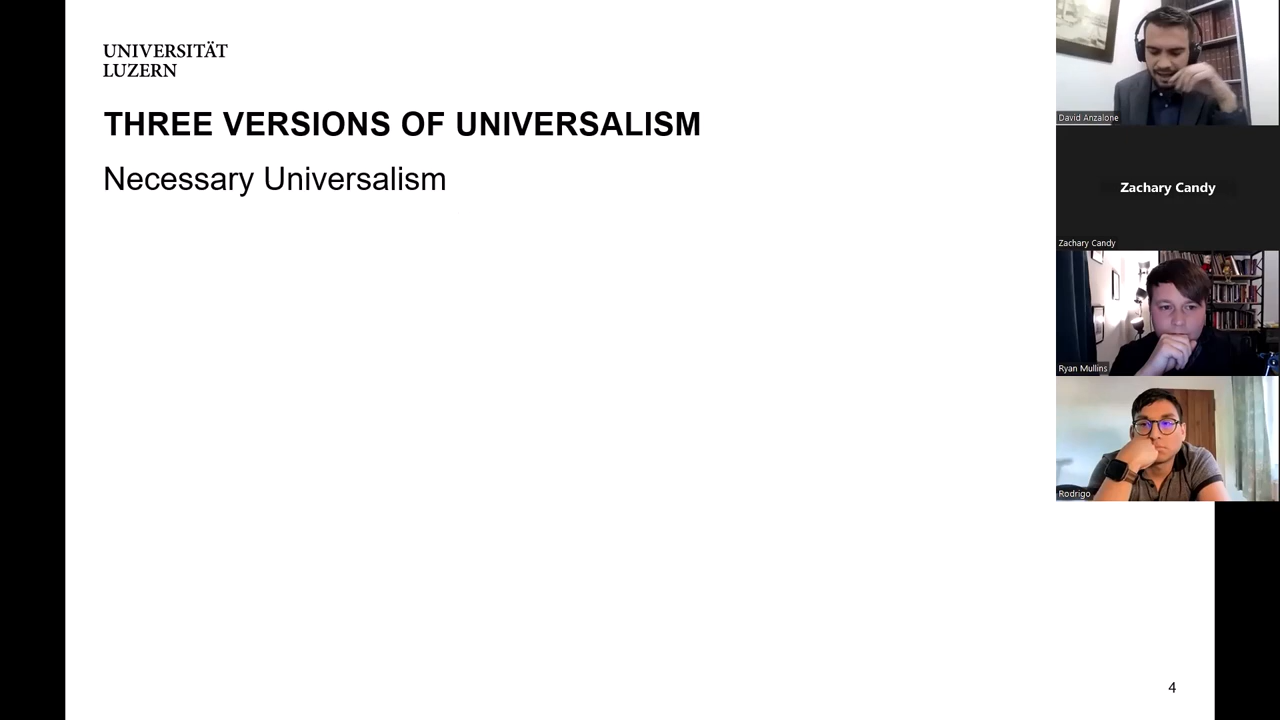 UNIVERSITÄT
LUZERN
THREE VERSIONS OF UNIVERSALISM
Necessary Universalism
David Anzalone
Zachary Candy
Zachary Candy
Ryan Mullins
Rodrigo
4